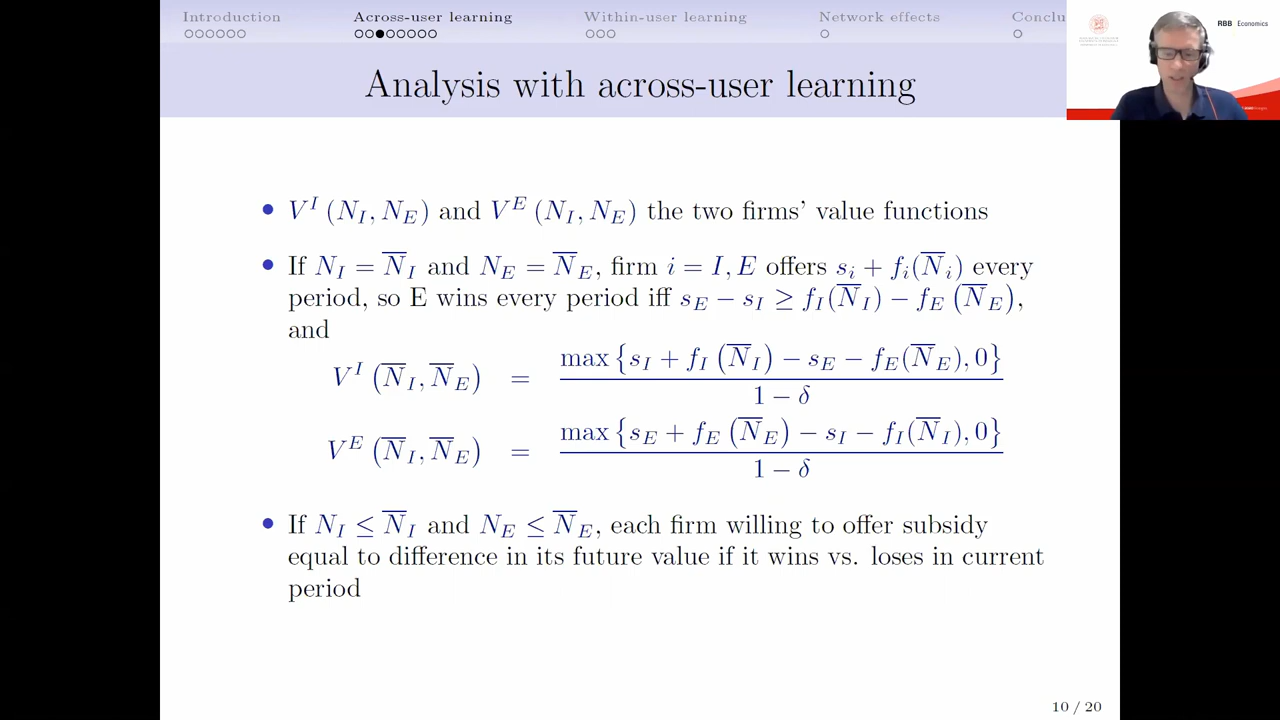 Introduction Across-user learning Within-user learning Network effects Conclu
RBB Economics
Analysis with across-user learning
• V^I (N_I, N_E) and V^E (N_I, N_E) the two firms' value functions
• If N_I = N̅_I and N_E = N̅_E, firm i = I, E offers s_i + f_i(N̅_i) every
period, so E wins every period iff s_E − s_I ≥ f_I(N̅_I) − f_E (N̅_E),
and
V^I (N̅_I, N̅_E) = max {s_I + f_I (N̅_I) − s_E − f_E(N̅_E), 0} / 1 − δ
V^E (N̅_I, N̅_E) = max {s_E + f_E (N̅_E) − s_I − f_I(N̅_I), 0} / 1 − δ
• If N_I ≤ N̅_I and N_E ≤ N̅_E, each firm willing to offer subsidy
equal to difference in its future value if it wins vs. loses in current
period
10 / 20